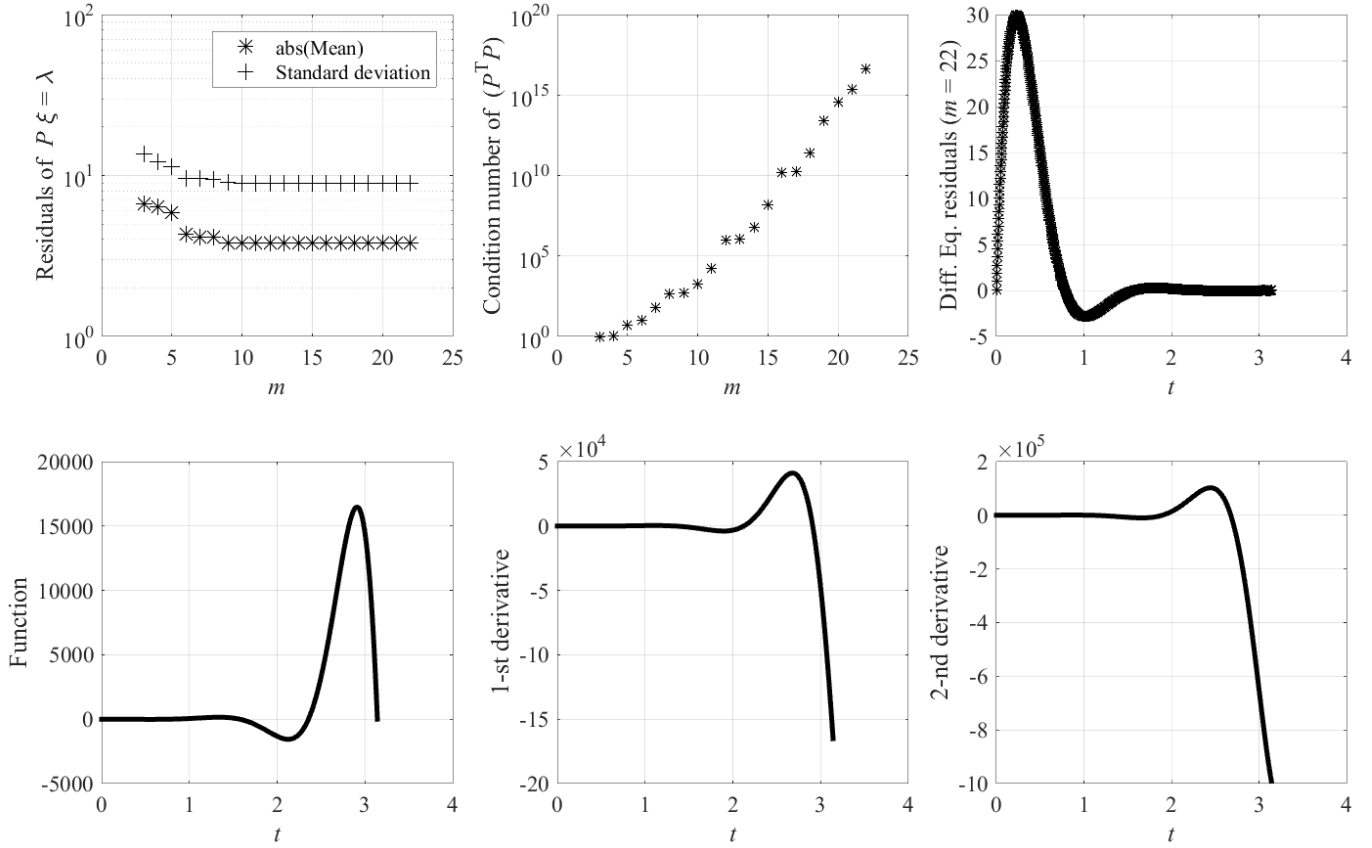 10^2
10^1
10^0
0 5 10 15 20 25
m
Residuals of P ξ = λ
abs(Mean)
Standard deviation
10^20
10^15
10^10
10^5
10^0
0 5 10 15 20 25
m
Condition number of (P^T P)
30
25
20
15
10
5
0
-5
0 1 2 3 4
t
Diff. Eq. residuals (m = 22)
20000
15000
10000
5000
0
-5000
0 1 2 3 4
t
Function
×10^4
5
0
-5
-10
-15
-20
0 1 2 3 4
t
1-st derivative
×10^5
2
0
-2
-4
-6
-8
-10
0 1 2 3 4
t
2-nd derivative